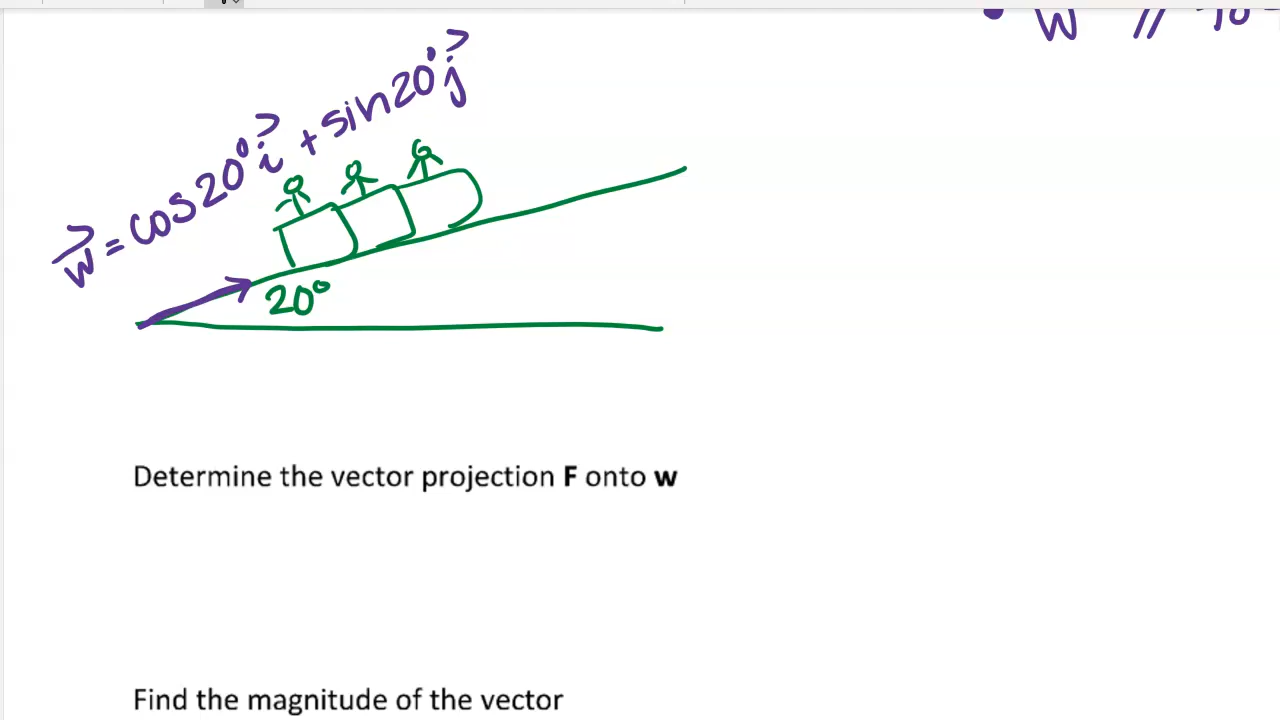 w = cos20° i + sin20° j
20°
w //
Determine the vector projection F onto w
Find the magnitude of the vector